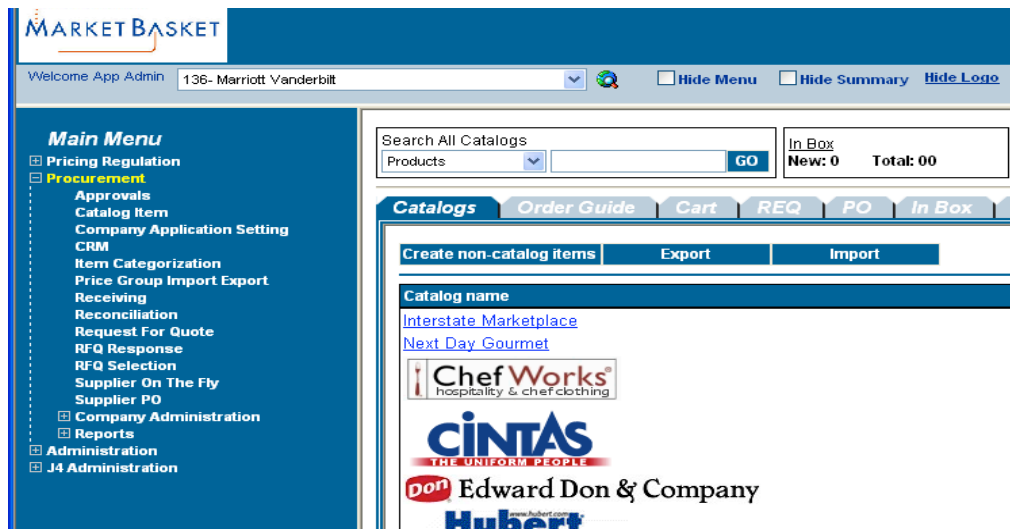 MARKET BASKET
Welcome App Admin 136- Marriott Vanderbilt Hide Menu Hide Summary Hide Logo
Main Menu
Pricing Regulation
Procurement
Approvals
Catalog Item
Company Application Setting
CRM
Item Categorization
Price Group Import Export
Receiving
Reconciliation
Request For Quote
RFQ Response
RFQ Selection
Supplier On The Fly
Supplier PO
Company Administration
Reports
Administration
J4 Administration
Search All Catalogs
Products GO
In Box
New: 0 Total: 00
Catalogs Order Guide Cart REQ PO In Box
Create non-catalog items Export Import
Catalog name
Interstate Marketplace
Next Day Gourmet
Chef Works®
hospitality & chef clothing
CINTAS
THE UNIFORM PEOPLE
Don Edward Don & Company
www.hubert.com
Hubert